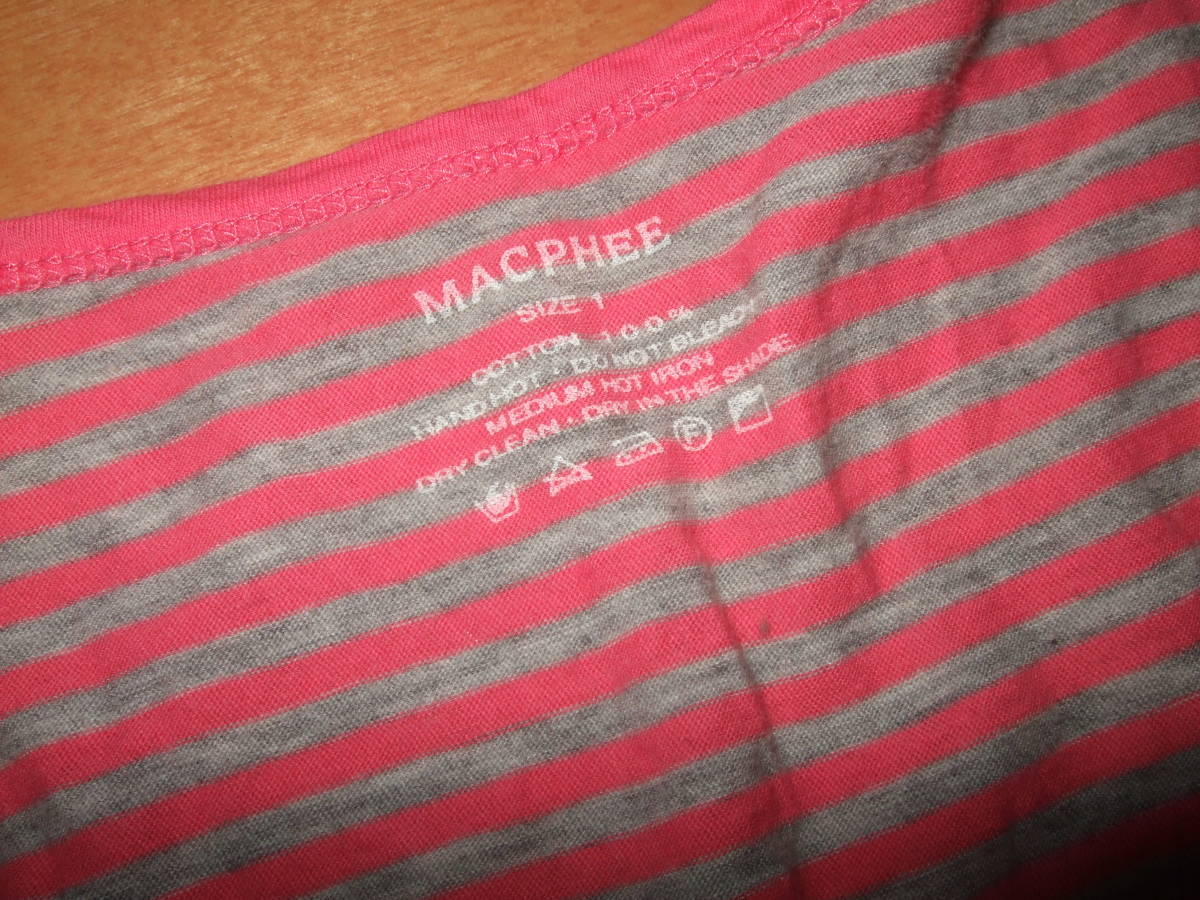 MACPHEE
SIZE 1
COTTON 100%
HAND HOT · DO NOT BLEACH
MEDIUM HOT IRON
DRY CLEAN · DRY IN THE SHADE
P